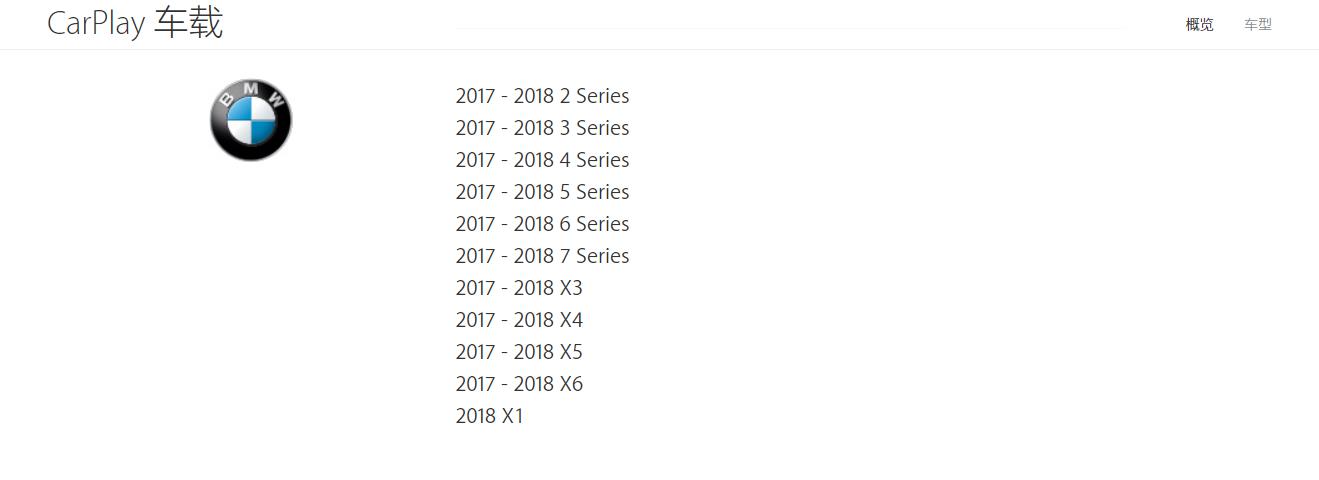 CarPlay 车载
概览 车型
BMW
2017 - 2018 2 Series
2017 - 2018 3 Series
2017 - 2018 4 Series
2017 - 2018 5 Series
2017 - 2018 6 Series
2017 - 2018 7 Series
2017 - 2018 X3
2017 - 2018 X4
2017 - 2018 X5
2017 - 2018 X6
2018 X1